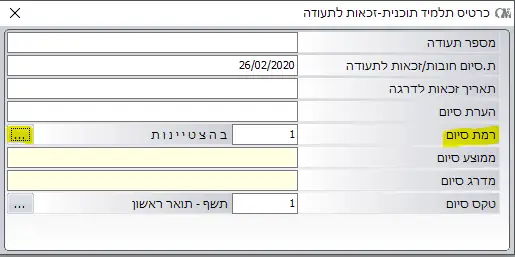 כרטיס תלמיד תוכנית-זכאות לתעודה
מספר תעודה
ת.סיום חובות/זכאות לתעודה 26/02/2020
תאריך זכאות לדרגה
הערת סיום
רמת סיום 1 בהצטיינות ...
ממוצע סיום
מדרג סיום
טקס סיום 1 תשף - תואר ראשון ...